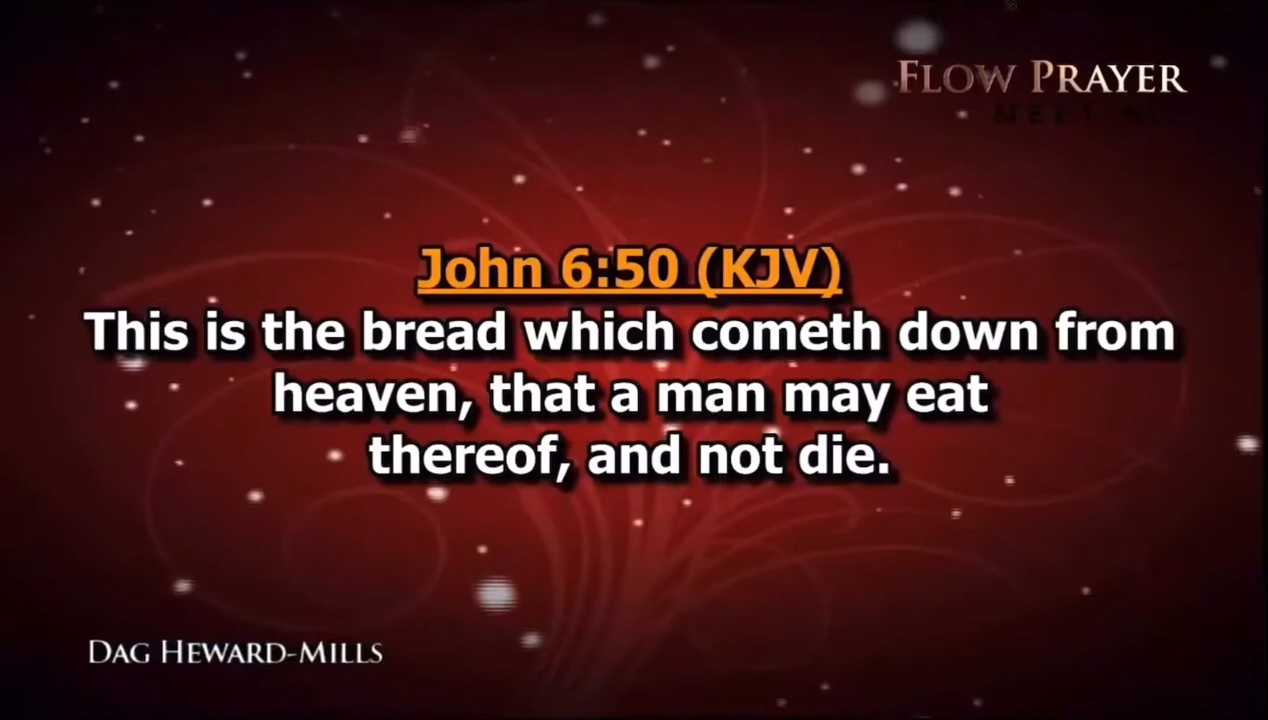 FLOW PRAYER
MEETING
John 6:50 (KJV)
This is the bread which cometh down from
heaven, that a man may eat
thereof, and not die.
DAG HEWARD-MILLS